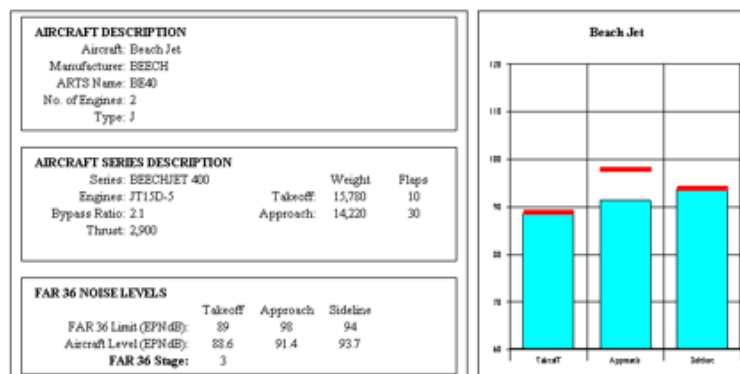 AIRCRAFT DESCRIPTION
Aircraft: Beach Jet
Manufacturer: BEECH
ARTS Name: BE40
No. of Engines: 2
Type: J
AIRCRAFT SERIES DESCRIPTION
Series: BEECHJET 400 Weight Flaps
Engines: JT15D-5 Takeoff: 15,780 10
Bypass Ratio: 2.1 Approach: 14,220 30
Thrust: 2,900
FAR 36 NOISE LEVELS
Takeoff Approach Sideline
FAR 36 Limit (EPNdB): 89 98 94
Aircraft Level (EPNdB): 88.6 91.4 93.7
FAR 36 Stage: 3
Beach Jet
120
110
100
90
80
70
60
Takeoff Approach Sideline